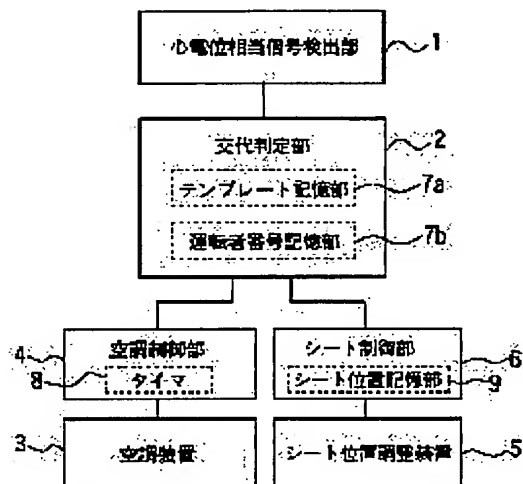 心電位相当信号検出部 1
交代判定部 2
テンプレート記憶部 7a
運転者番号記憶部 7b
4 空調制御部
8 タイマ
シート制御部 6
シート位置記憶部 9
3 空調装置
シート位置調整装置 5